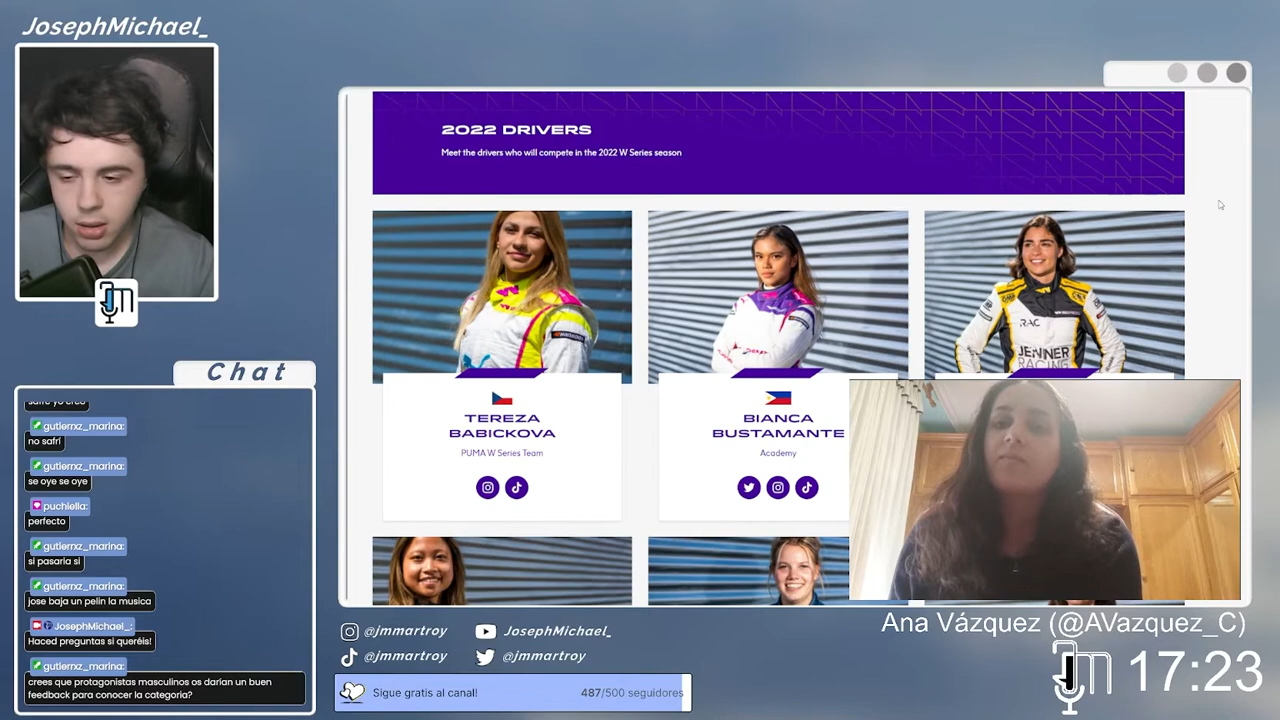 JosephMichael_
2022 DRIVERS
Meet the drivers who will compete in the 2022 W Series season
RAC
JENNER
RACING
TEREZA
BABICKOVA
PUMA W Series Team
BIANCA
BUSTAMANTE
Academy
Chat
gutierrxz_marina:
no safrí
gutierrxz_marina:
se oye se oye
puchiella:
perfecto
gutierrxz_marina:
si pasaria si
gutierrxz_marina:
jose baja un pelin la musica
JosephMichael_:
Haced preguntas si queréis!
gutierrxz_marina:
crees que protagonistas masculinos os darían un buen
feedback para conocer la categoria?
@jmmartroy
JosephMichael_
@jmmartroy
@jmmartroy
Sigue gratis al canal!
487/500 seguidores
Ana Vázquez (@AVazquez_C)
17:23